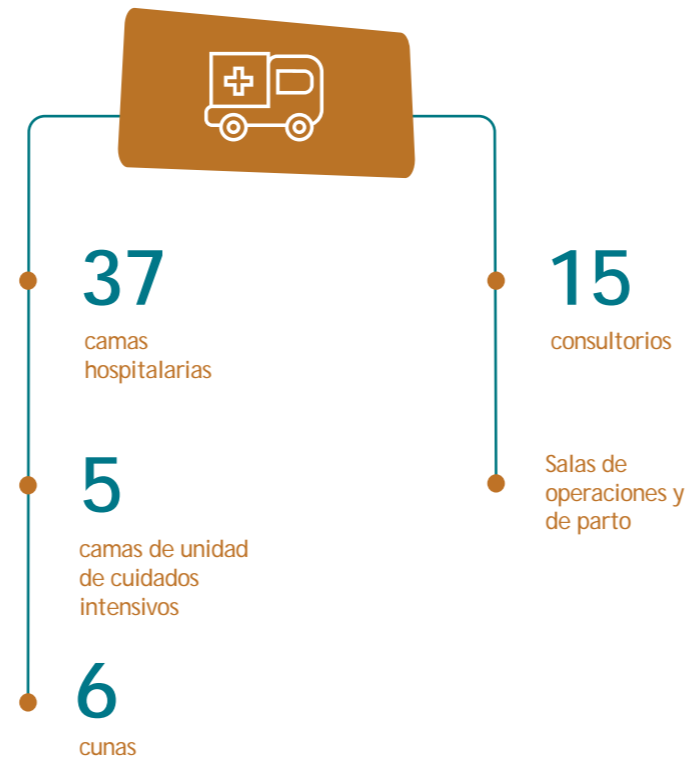 37
camas
hospitalarias
5
camas de unidad
de cuidados
intensivos
6
cunas
15
consultorios
Salas de
operaciones y
de parto